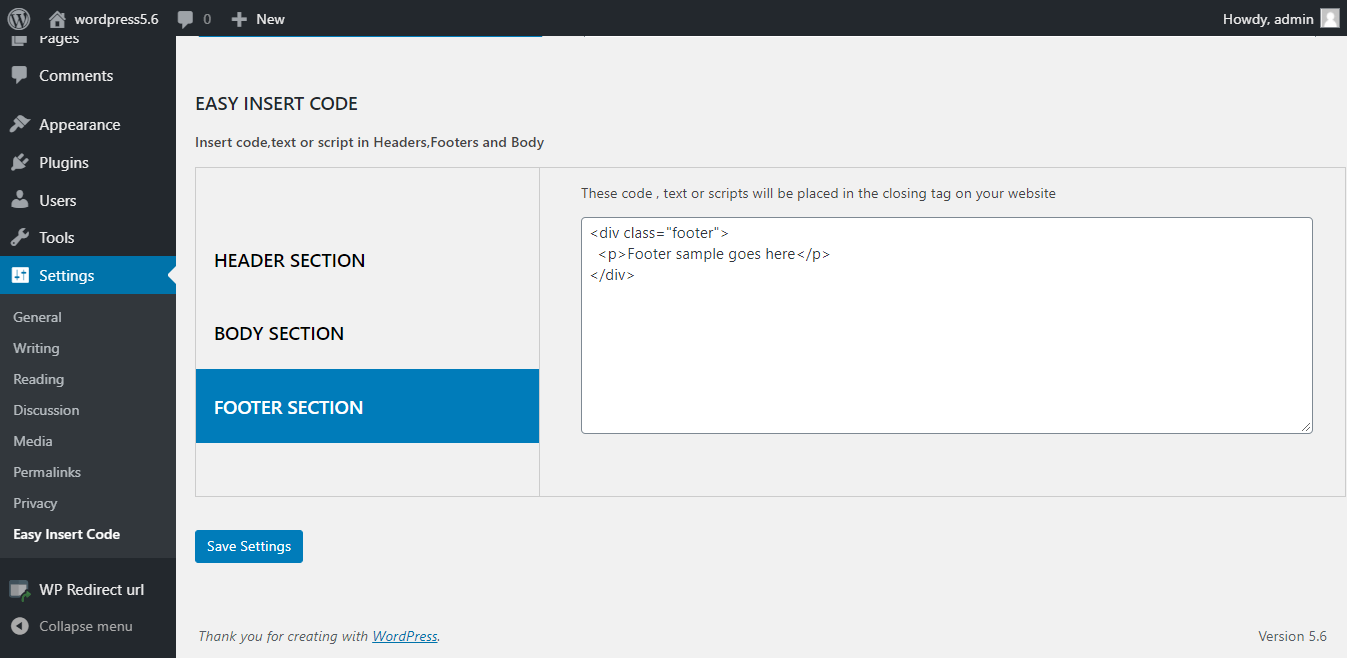 wordpress5.6 0 New Howdy, admin
Pages
Comments
Appearance
Plugins
Users
Tools
Settings
General
Writing
Reading
Discussion
Media
Permalinks
Privacy
Easy Insert Code
WP Redirect url
Collapse menu
EASY INSERT CODE
Insert code,text or script in Headers,Footers and Body
HEADER SECTION
BODY SECTION
FOOTER SECTION
These code , text or scripts will be placed in the closing tag on your website
<div class="footer">
  <p>Footer sample goes here</p>
</div>
Save Settings
Thank you for creating with WordPress.
Version 5.6